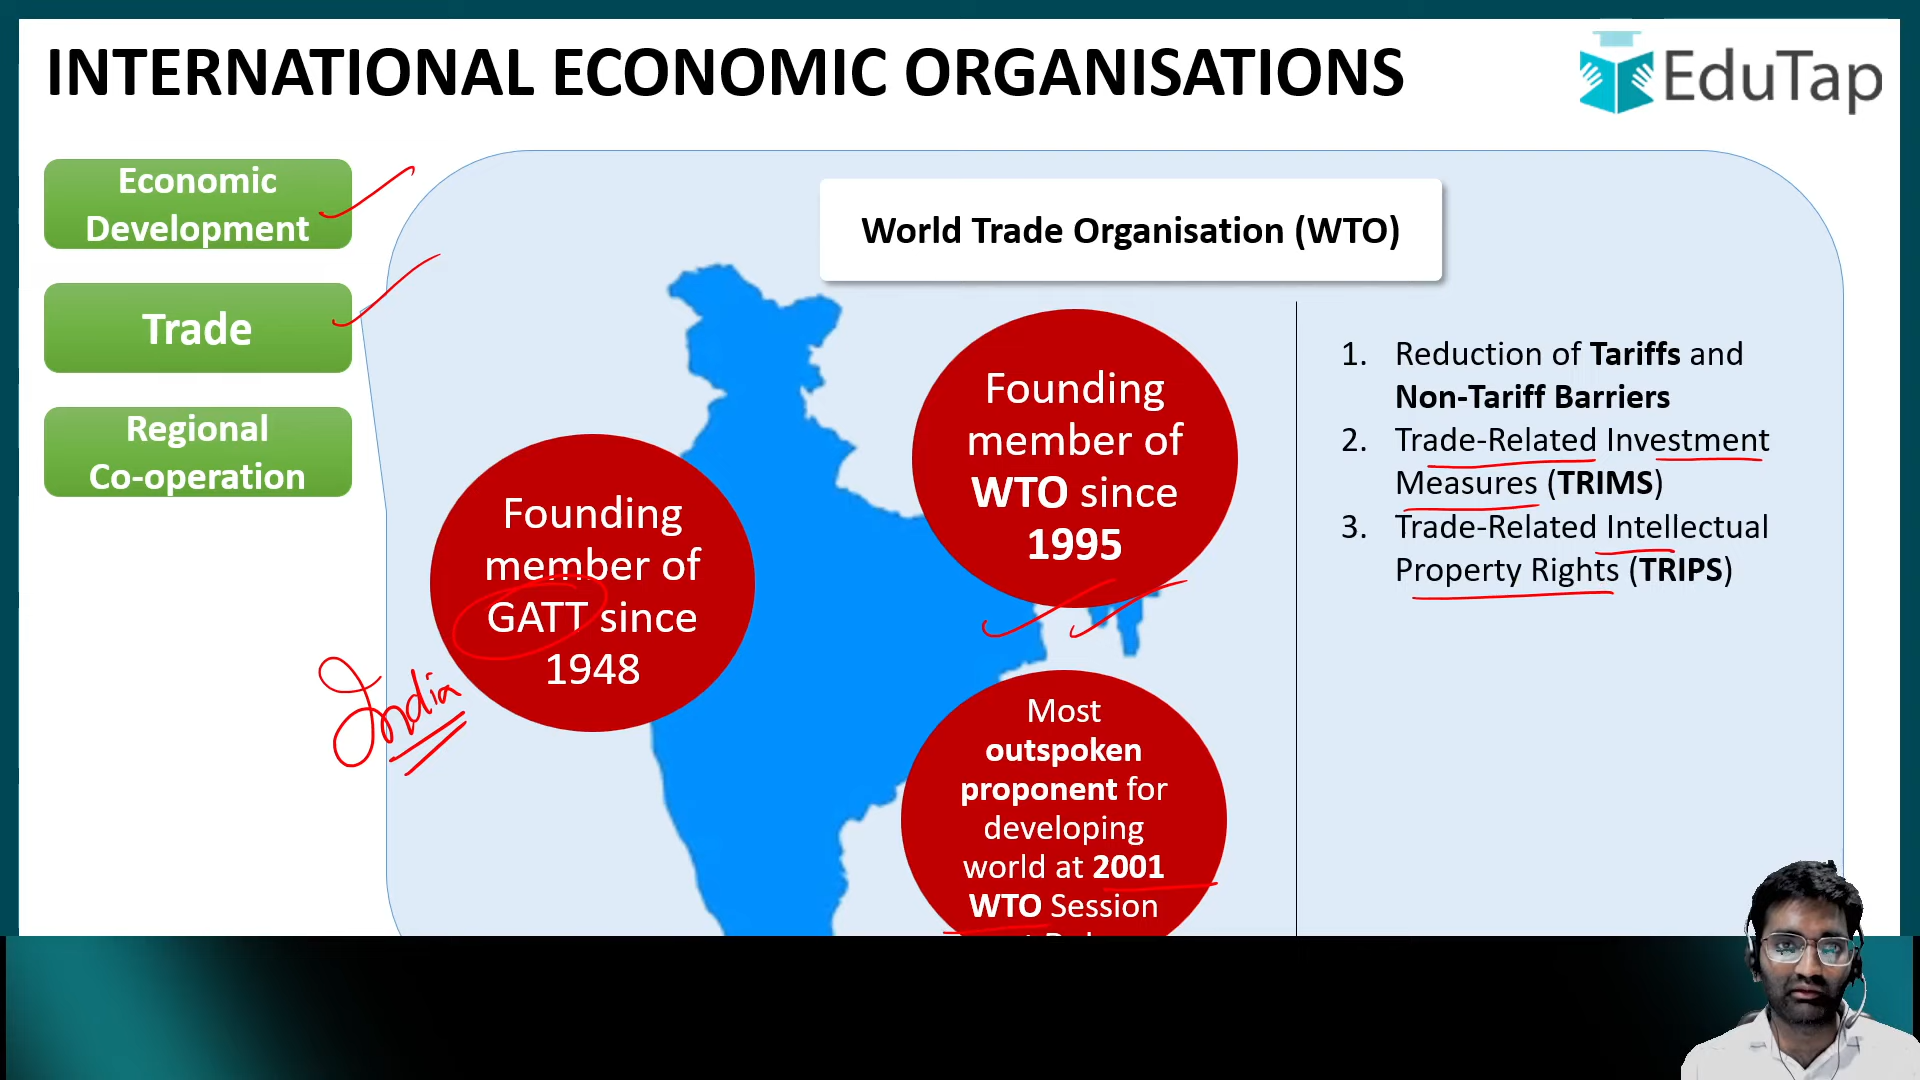 INTERNATIONAL ECONOMIC ORGANISATIONS
EduTap
Economic
Development
Trade
Regional
Co-operation
World Trade Organisation (WTO)
Founding
member of
GATT since
1948
India
Founding
member of
WTO since
1995
Most
outspoken
proponent for
developing
world at 2001
WTO Session
1. Reduction of Tariffs and
Non-Tariff Barriers
2. Trade-Related Investment
Measures (TRIMS)
3. Trade-Related Intellectual
Property Rights (TRIPS)